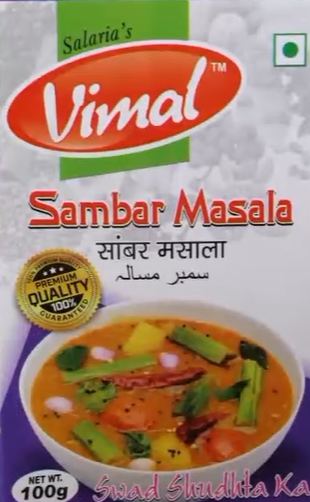 Salaria's
Vimal TM
Sambar Masala
सांबर मसाला
سمبر مسالہ
PREMIUM
QUALITY
100%
GUARANTEED
NET WT.
100g
Swad Shudhta Ka